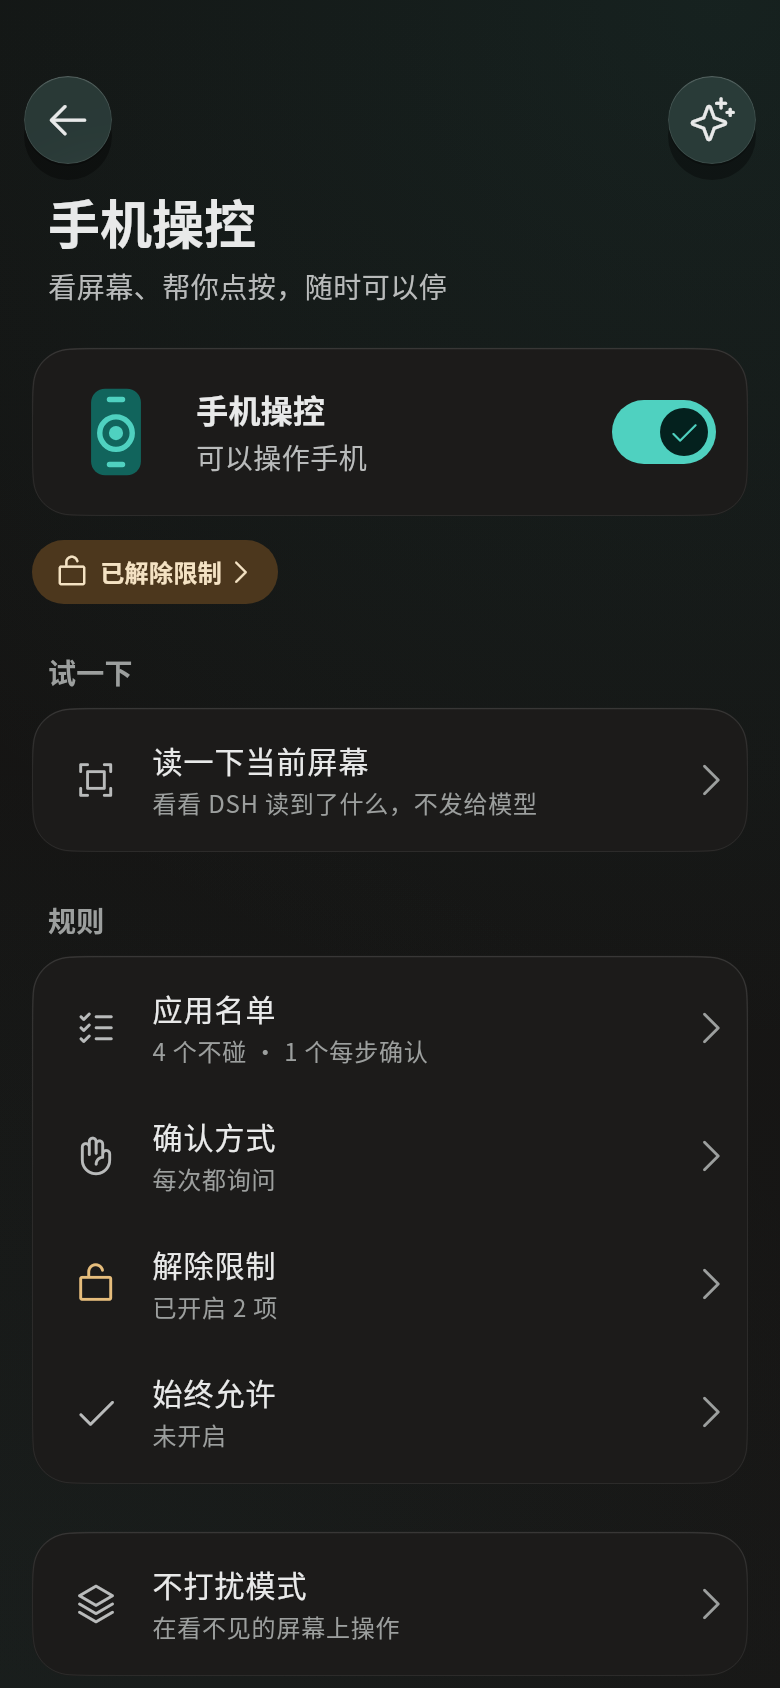 手机操控
看屏幕、帮你点按，随时可以停
手机操控
可以操作手机
已解除限制
试一下
读一下当前屏幕
看看 DSH 读到了什么，不发给模型
规则
应用名单
4 个不碰 · 1 个每步确认
确认方式
每次都询问
解除限制
已开启 2 项
始终允许
未开启
不打扰模式
在看不见的屏幕上操作